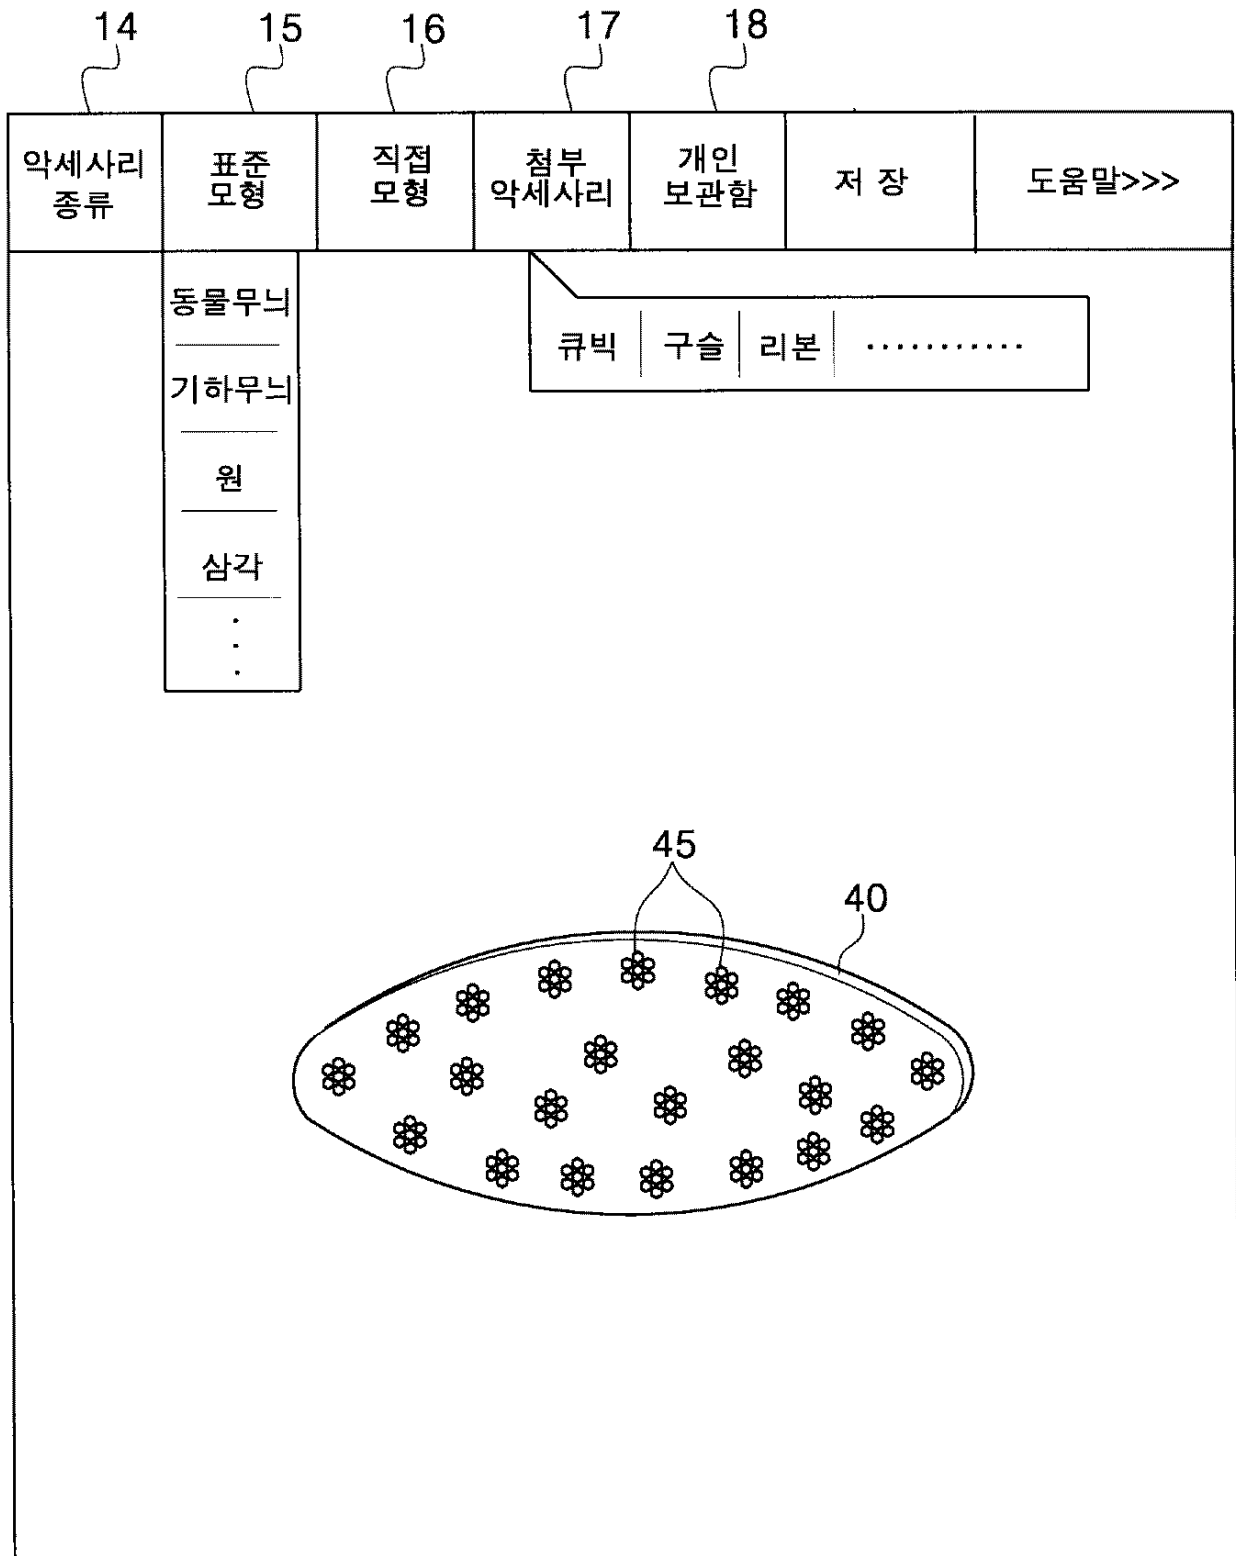 14
15
16
17
18
악세사리
종류
표준
모형
직접
모형
첨부
악세사리
개인
보관함
저 장
도움말>>>
동물무늬
기하무늬
원
삼각
큐빅
구슬
리본
···········
45
40